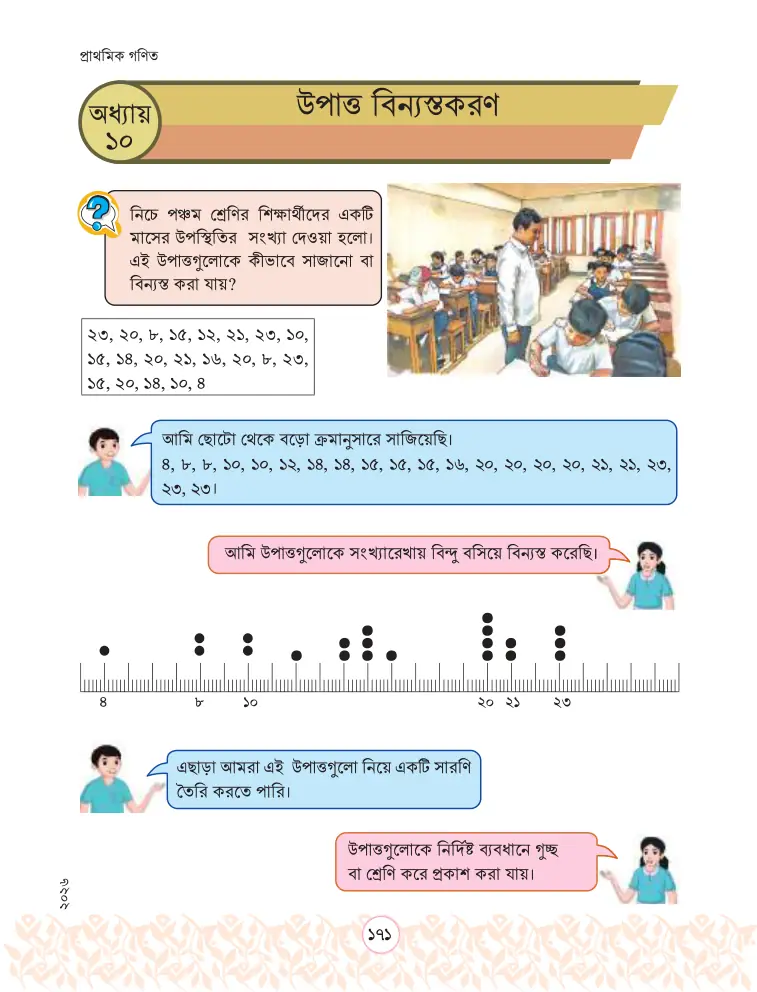 প্রাথমিক গণিত
অধ্যায়
১০
উপাত্ত বিন্যস্তকরণ
নিচে পঞ্চম শ্রেণির শিক্ষার্থীদের একটি
মাসের উপস্থিতির সংখ্যা দেওয়া হলো।
এই উপাত্তগুলোকে কীভাবে সাজানো বা
বিন্যস্ত করা যায়?
২৩, ২০, ৮, ১৫, ১২, ২১, ২৩, ১০,
১৫, ১৪, ২০, ২১, ১৬, ২০, ৮, ২৩,
১৫, ২০, ১৪, ১০, ৪
আমি ছোটো থেকে বড়ো ক্রমানুসারে সাজিয়েছি।
৪, ৮, ৮, ১০, ১০, ১২, ১৪, ১৪, ১৫, ১৫, ১৫, ১৬, ২০, ২০, ২০, ২০, ২১, ২১, ২৩,
২৩, ২৩।
আমি উপাত্তগুলোকে সংখ্যারেখায় বিন্দু বসিয়ে বিন্যস্ত করেছি।
৪ ৮ ১০ ২০ ২১ ২৩
এছাড়া আমরা এই উপাত্তগুলো নিয়ে একটি সারণি
তৈরি করতে পারি।
উপাত্তগুলোকে নির্দিষ্ট ব্যবধানে গুচ্ছ
বা শ্রেণি করে প্রকাশ করা যায়।
২০২৬
১৭১